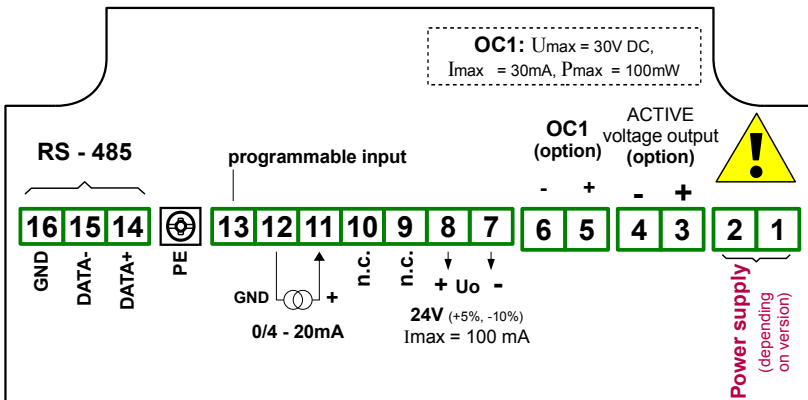 OC1: Umax = 30V DC,
Imax = 30mA, Pmax = 100mW
RS - 485
programmable input
OC1
(option)
- +
ACTIVE
voltage output
(option)
- +
!
16 15 14 13 12 11 10 9 8 7 6 5 4 3 2 1
GND
DATA-
DATA+
PE
GND +
0/4 - 20mA
n.c.
n.c.
+ Uo -
24V (+5%, -10%)
Imax = 100 mA
Power supply
(depending
on version)